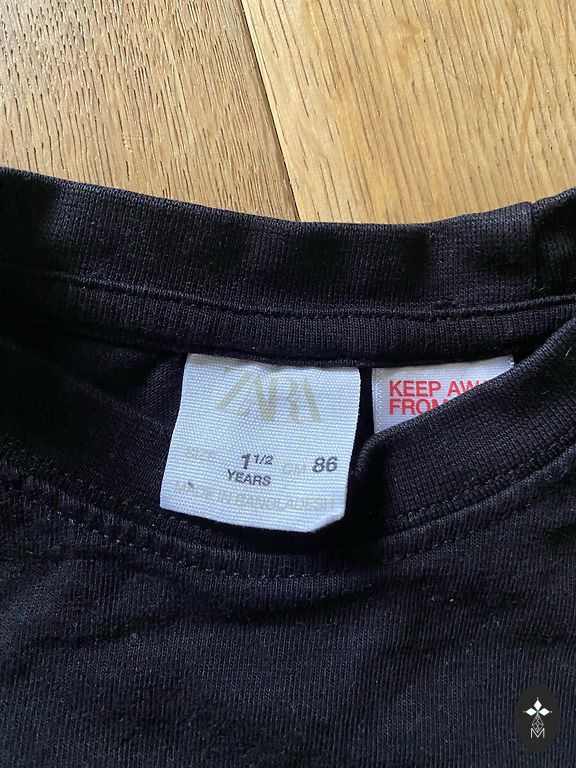 ZARA
SIZE 1 1/2 CM 86
YEARS
MADE IN BANGLADESH
KEEP AW
FROM
M